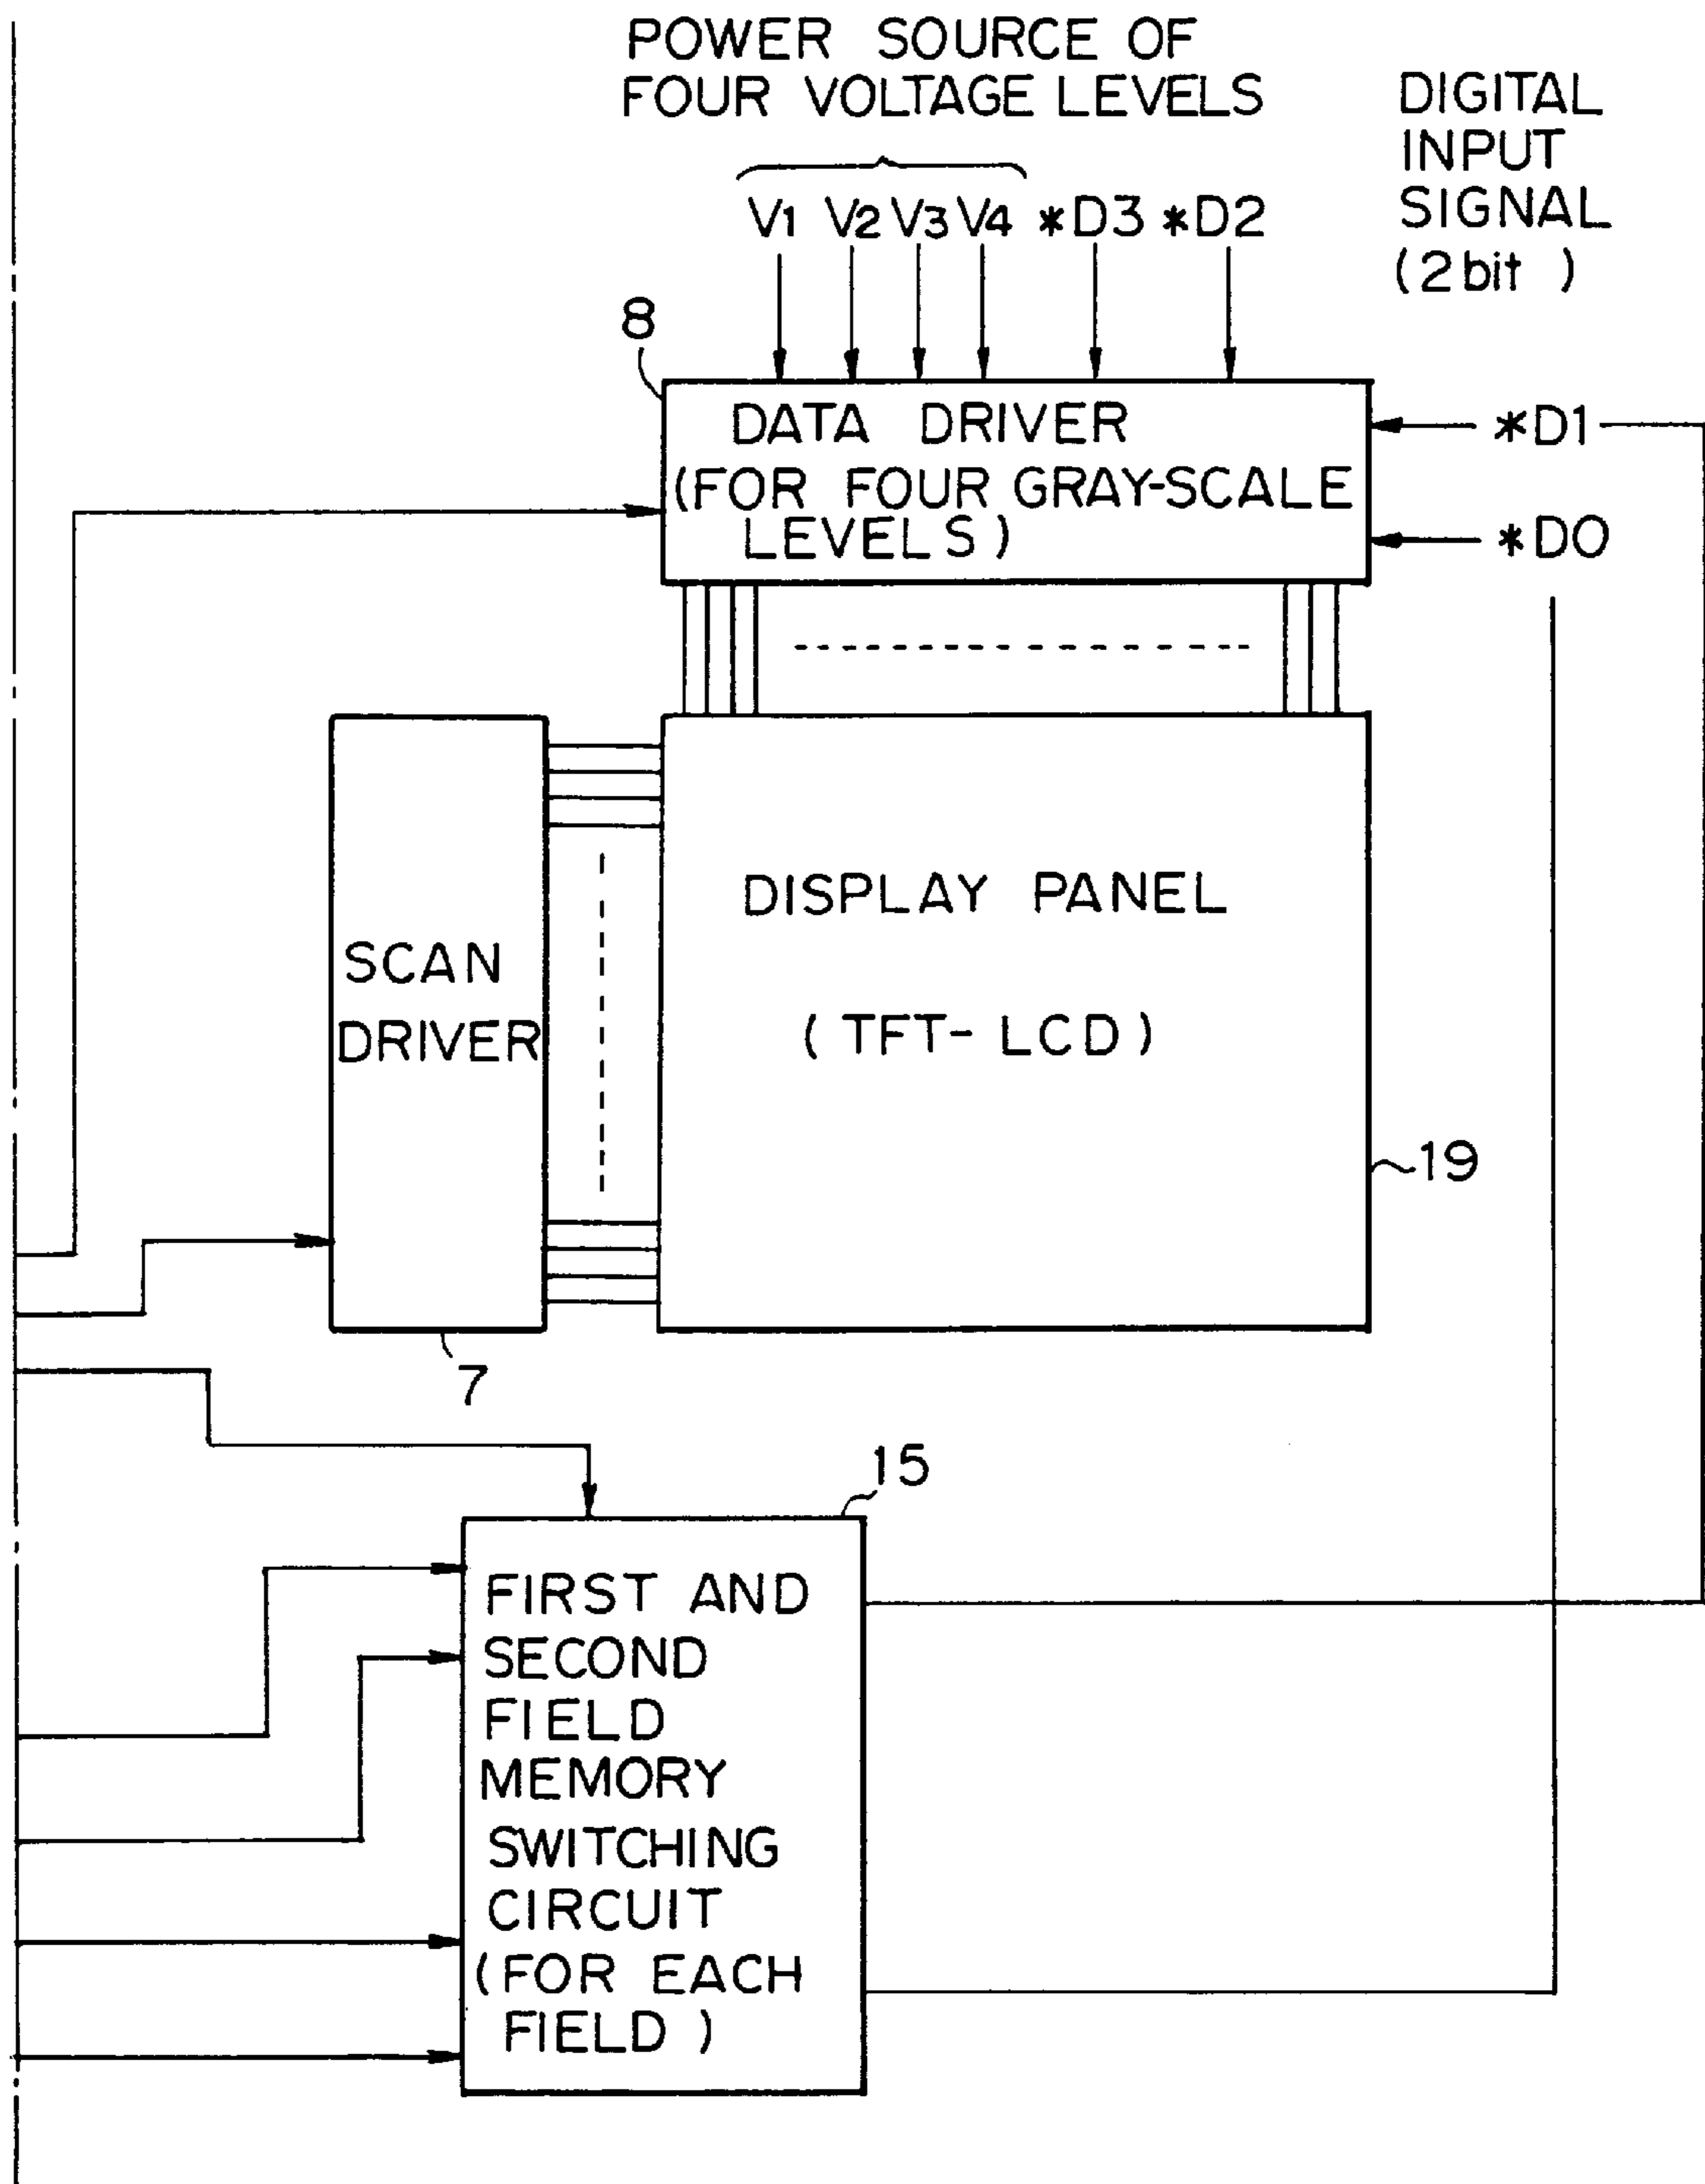 POWER SOURCE OF
FOUR VOLTAGE LEVELS
DIGITAL
INPUT
SIGNAL
(2bit )
V1 V2 V3 V4 *D3 *D2
8
DATA DRIVER
(FOR FOUR GRAY-SCALE
LEVELS)
*D1
*D0
SCAN
DRIVER
DISPLAY PANEL
(TFT-LCD)
19
7
15
FIRST AND
SECOND
FIELD
MEMORY
SWITCHING
CIRCUIT
(FOR EACH
FIELD )